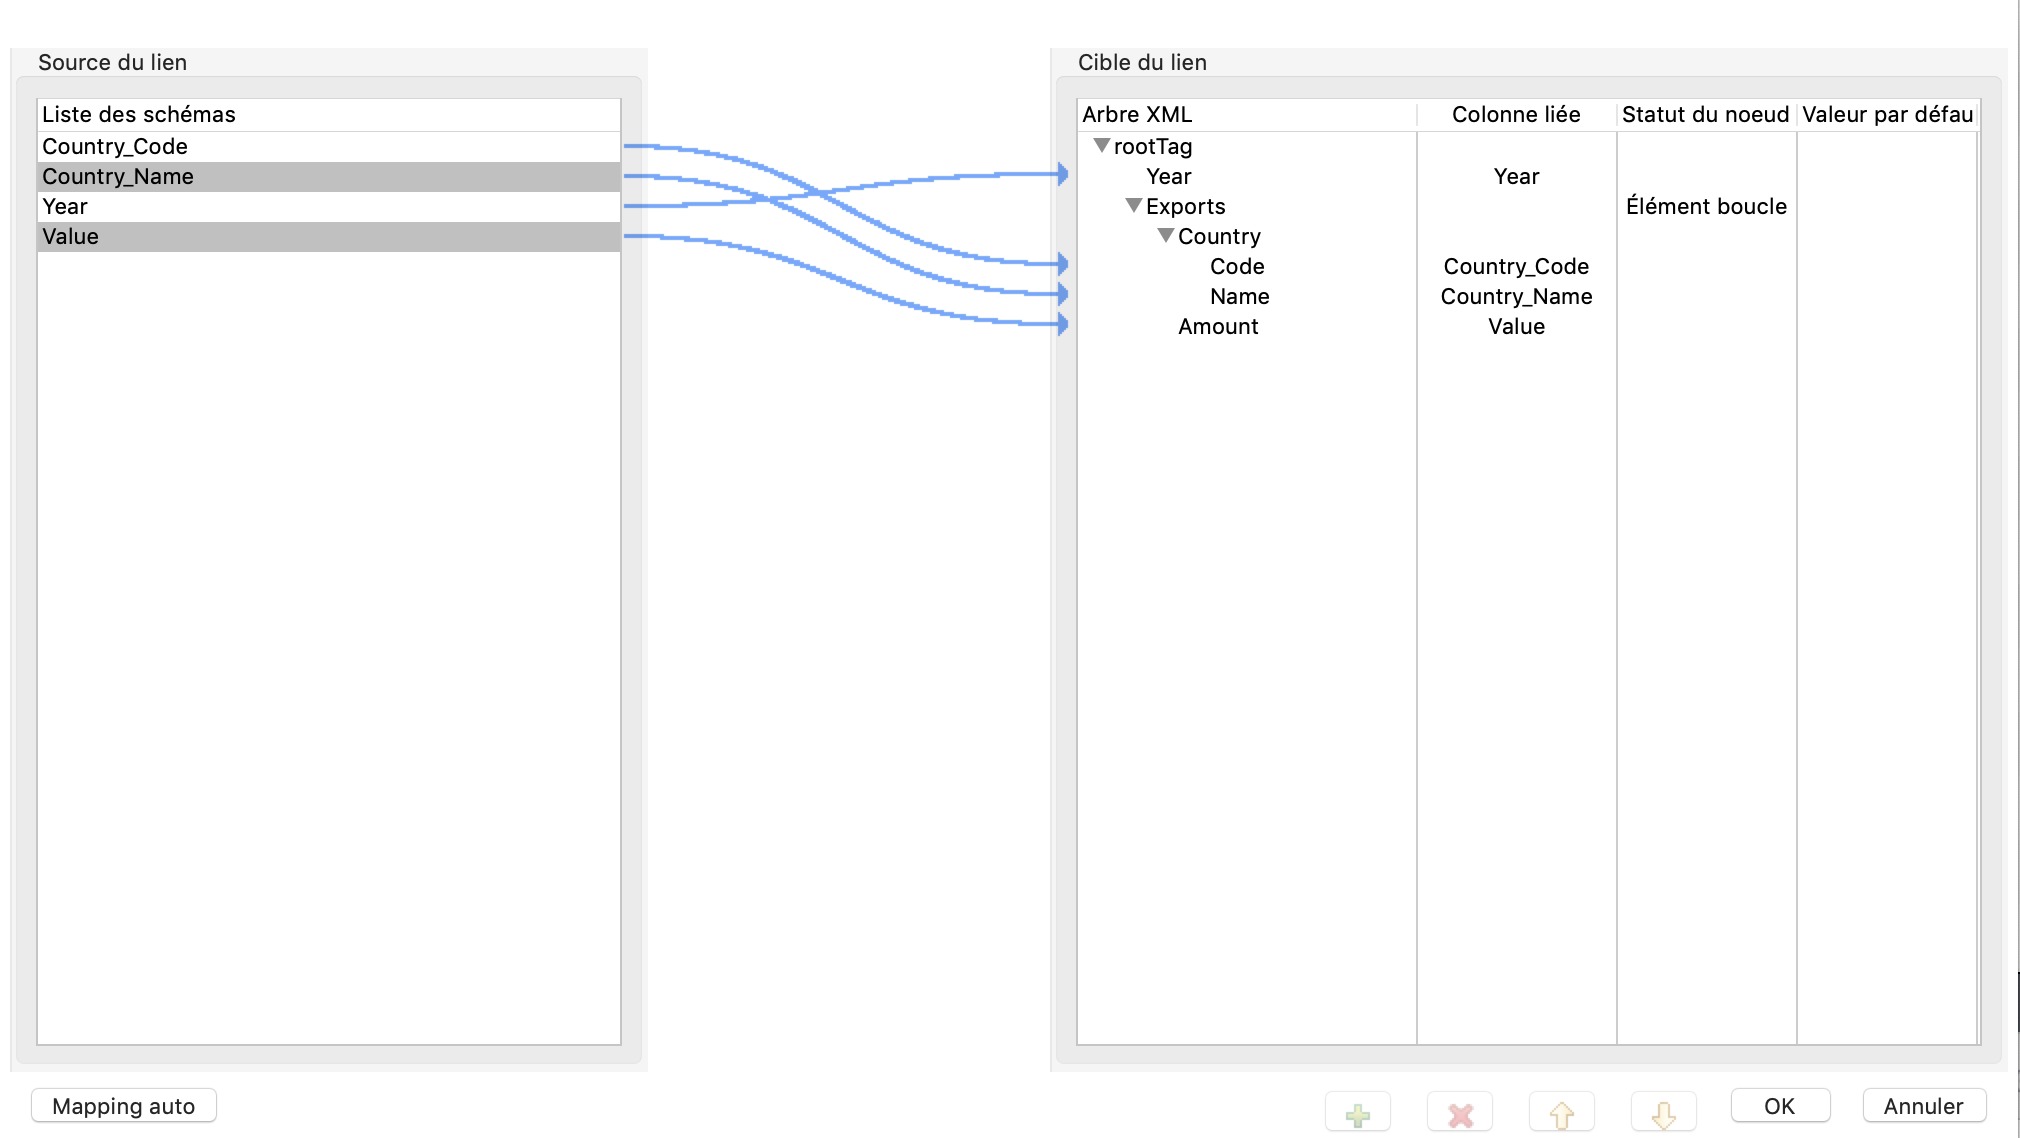 Source du lien
Cible du lien
Liste des schémas
Country_Code
Country_Name
Year
Value
Arbre XML Colonne liée Statut du noeud Valeur par défau
rootTag
Year Year
Exports Élément boucle
Country
Code Country_Code
Name Country_Name
Amount Value
Mapping auto
OK
Annuler